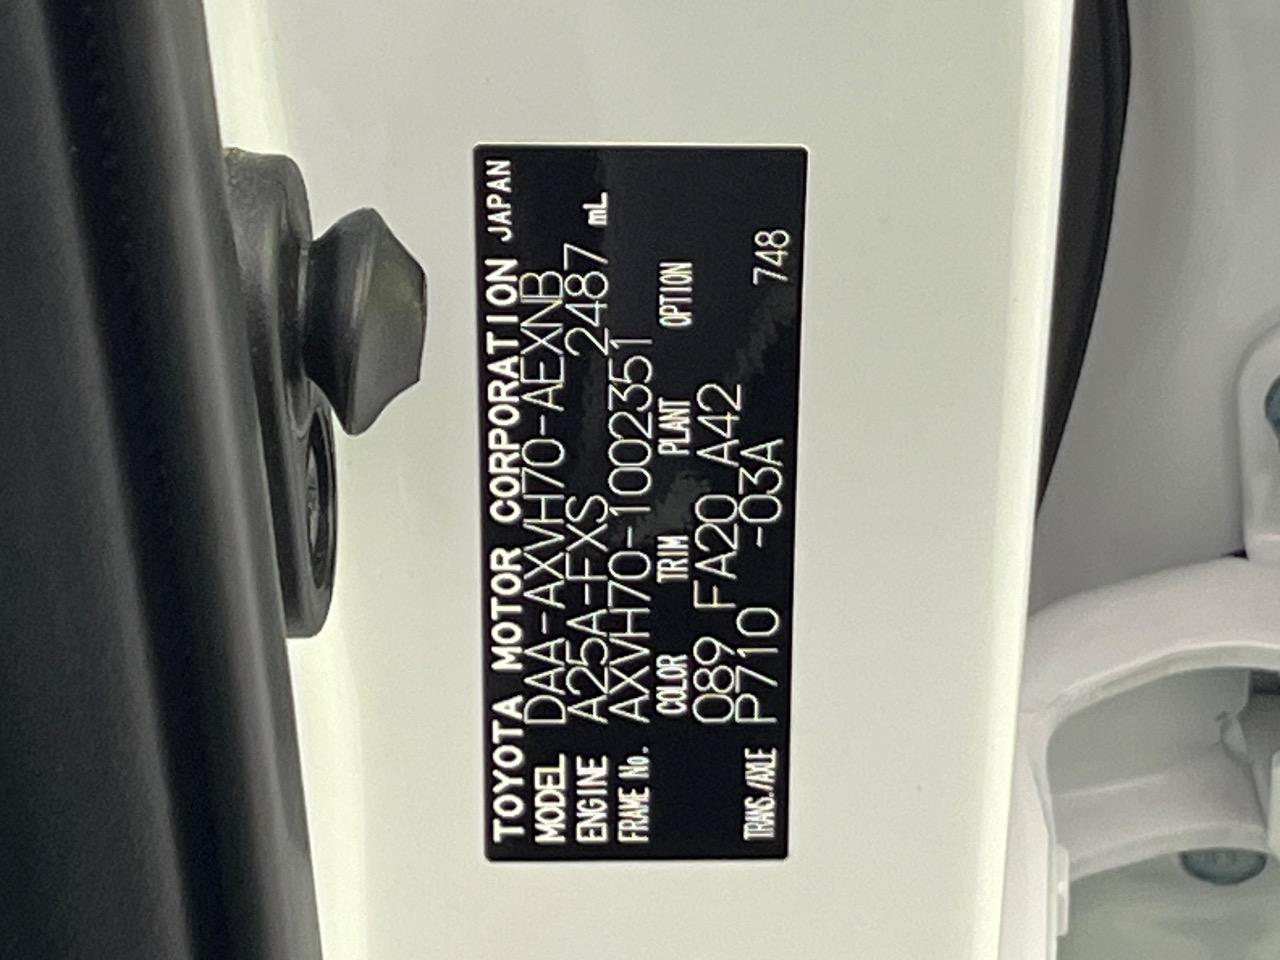 TOYOTA MOTOR CORPORATION JAPAN
MODEL DAA-AXVH70-AEXNB
ENGINE A25A-FXS 2487 mL
FRAME No. AXVH70-1002351
COLOR TRIM PLANT OPTION
089 FA20 A42
TRANS./AXLE P710 -03A 748